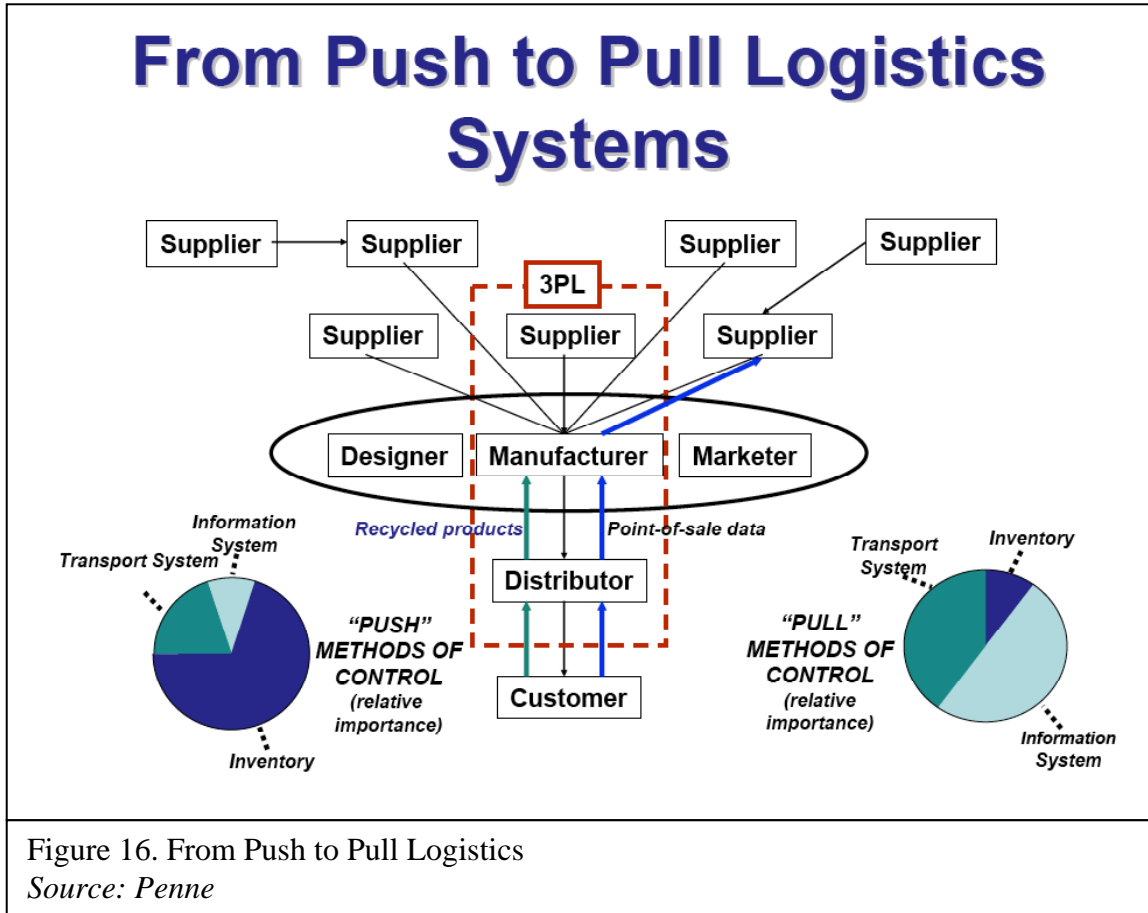 From Push to Pull Logistics
Systems
Supplier
Supplier
Supplier
Supplier
3PL
Supplier
Supplier
Supplier
Designer
Manufacturer
Marketer
Recycled products
Point-of-sale data
Information
System
Transport System
Inventory
"PUSH"
METHODS OF
CONTROL
(relative
importance)
Distributor
Customer
"PULL"
METHODS OF
CONTROL
(relative
importance)
Transport
System
Inventory
Information
System
Figure 16. From Push to Pull Logistics
Source: Penne